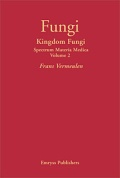 Fungi
Kingdom Fungi
Spectrum Materia Medica
Volume 2
Frans Vermeulen
Emryss Publishers